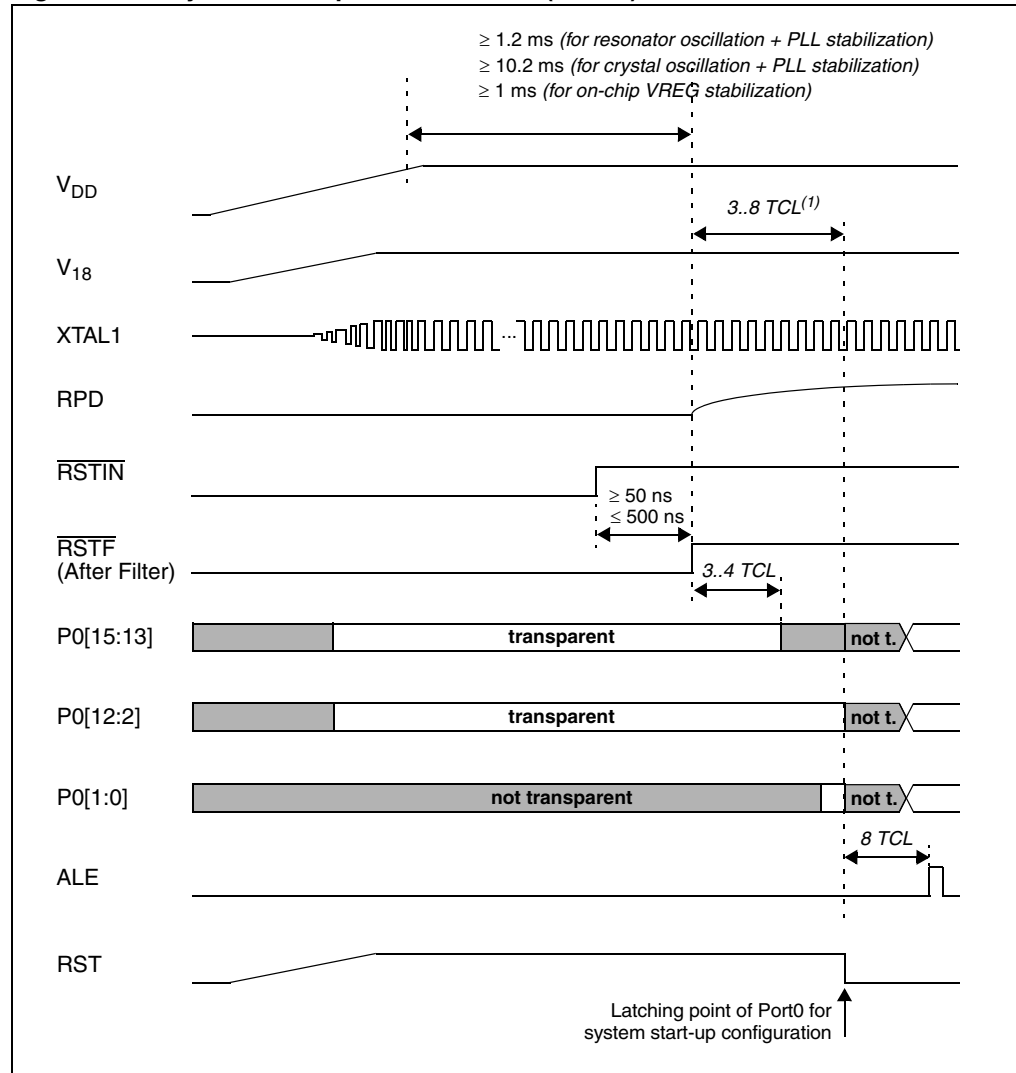 ≥ 1.2 ms (for resonator oscillation + PLL stabilization)
≥ 10.2 ms (for crystal oscillation + PLL stabilization)
≥ 1 ms (for on-chip VREG stabilization)
VDD
3..8 TCL(1)
V18
XTAL1
...
RPD
RSTIN
≥ 50 ns
≤ 500 ns
RSTF
(After Filter)
3..4 TCL
P0[15:13]
transparent
not t.
P0[12:2]
transparent
not t.
P0[1:0]
not transparent
not t.
8 TCL
ALE
RST
Latching point of Port0 for
system start-up configuration